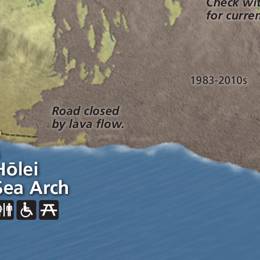 Check wit
for curren
1983-2010s
Road closed
by lava flow.
Hōlei
Sea Arch